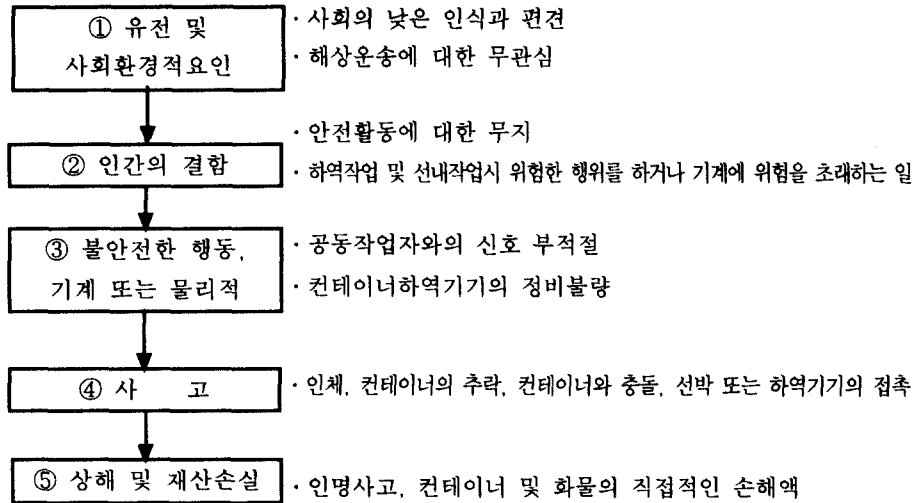 ① 유전 및
사회환경적요인
· 사회의 낮은 인식과 편견
· 해상운송에 대한 무관심
② 인간의 결함
· 안전활동에 대한 무지
· 하역작업 및 선내작업시 위험한 행위를 하거나 기계에 위험을 초래하는 일
③ 불안전한 행동,
기계 또는 물리적
· 공동작업자와의 신호 부적절
· 컨테이너하역기기의 정비불량
④ 사 고
· 인체, 컨테이너의 추락, 컨테이너와 충돌, 선박 또는 하역기기의 접촉
⑤ 상해 및 재산손실
· 인명사고, 컨테이너 및 화물의 직접적인 손해액